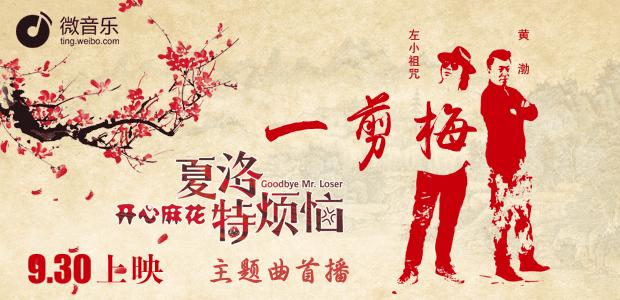 微音乐
ting.weibo.com
左小祖咒
黄渤
一剪梅
夏洛
Goodbye Mr. Loser
开心麻花
特烦恼
9.30上映
主题曲首播